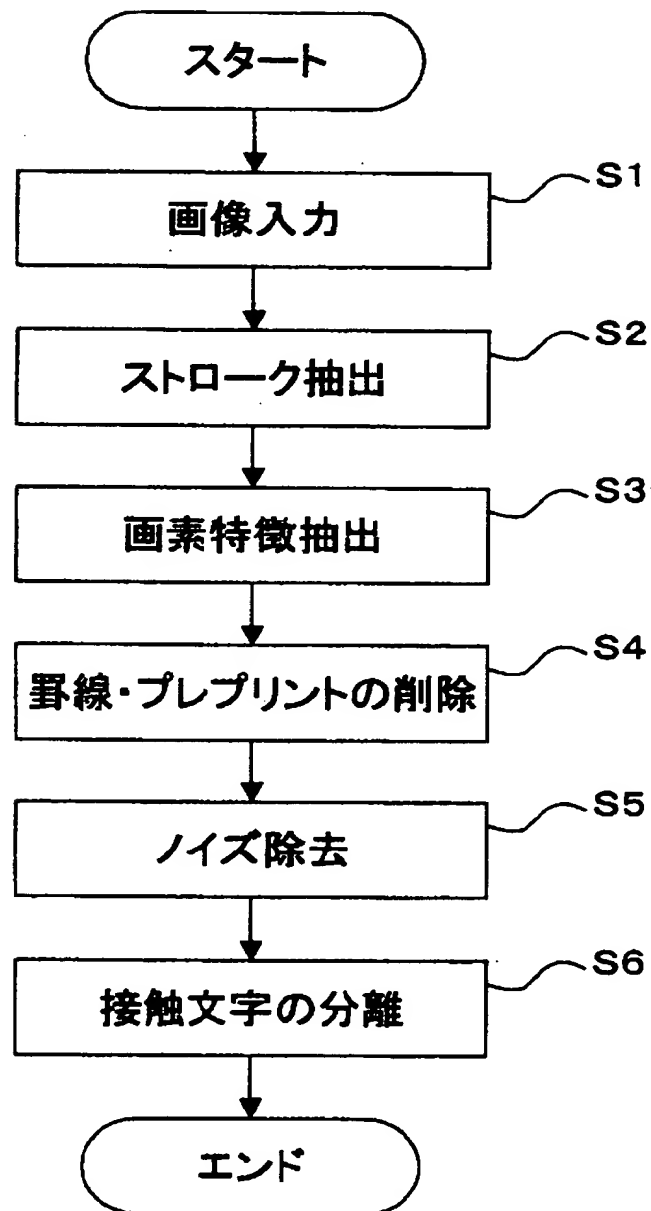 スタート
S1
画像入力
S2
ストローク抽出
S3
画素特徴抽出
S4
罫線・プレプリントの削除
S5
ノイズ除去
S6
接触文字の分離
エンド